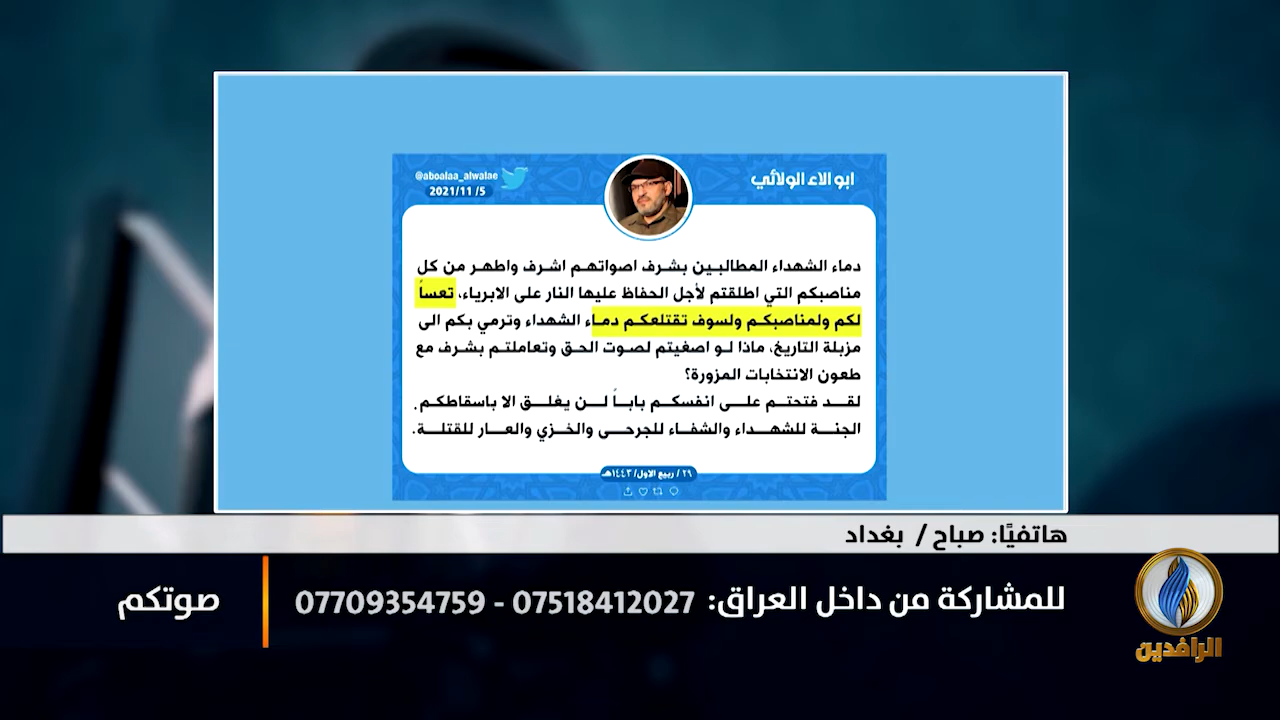 ابو الاء الولائي
@aboalaa_alwalae
2021/11 /5
دماء الشهداء المطالبين بشرف اصواتهم اشرف واطهر من كل
مناصبكم التي اطلقتم لأجل الحفاظ عليها النار على الابرياء، تعساً
لكم ولمناصبكم ولسوف تقتلعكم دماء الشهداء وترمي بكم الى
مزبلة التاريخ، ماذا لو اصغيتم لصوت الحق وتعاملتم بشرف مع
طعون الانتخابات المزورة؟
لقد فتحتم على انفسكم باباً لن يغلق الا باسقاطكم.
الجنة للشهداء والشفاء للجرحى والخزي والعار للقتلة.
٢٩ / ربيع الاول/ ١٤٤٣هـ
هاتفيًا: صباح / بغداد
للمشاركة من داخل العراق: 07518412027 - 07709354759
صوتكم
الرافدين